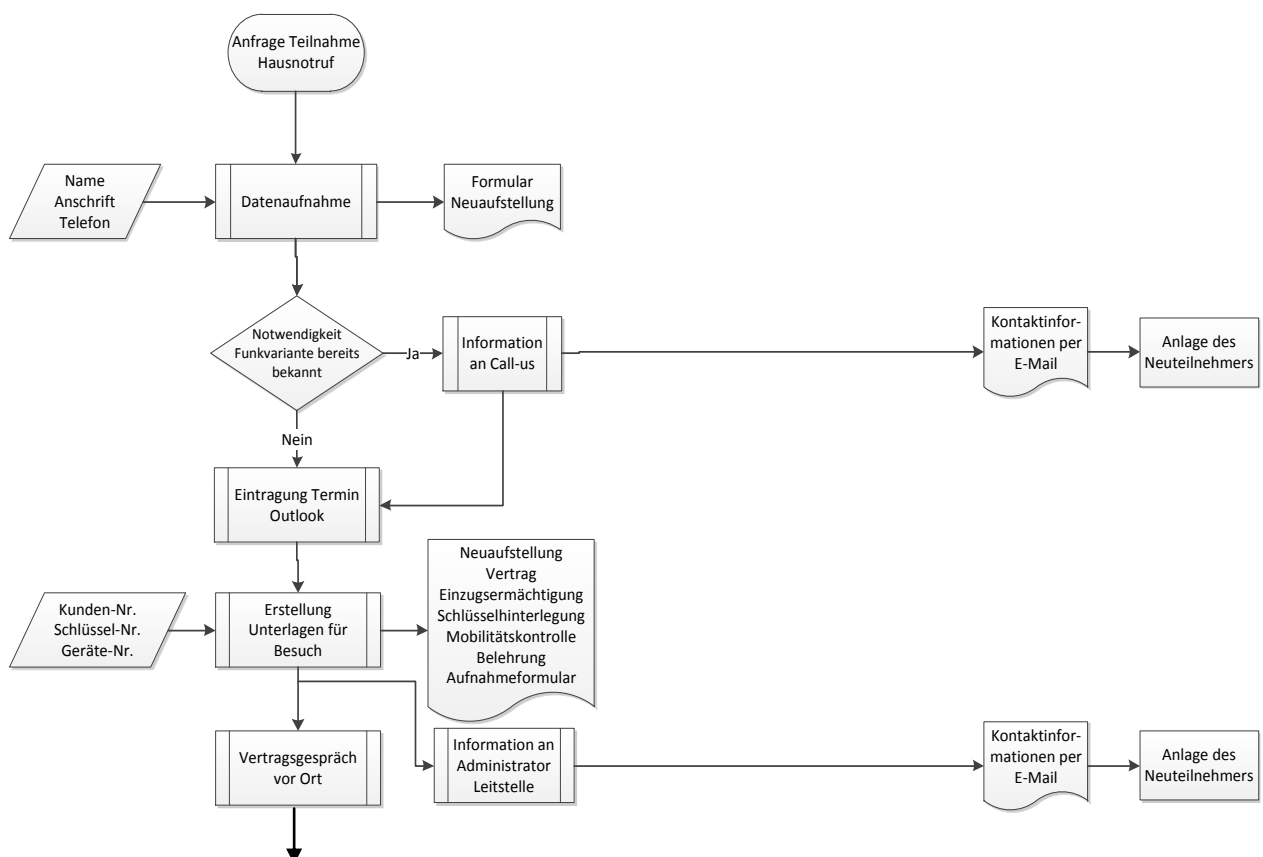 Anfrage Teilnahme
Hausnotruf
Name
Anschrift
Telefon
Datenaufnahme
Formular
Neuaufstellung
Notwendigkeit
Funkvariante bereits
bekannt
Ja
Information
an Call-us
Kontaktinfor-
mationen per
E-Mail
Anlage des
Neuteilnehmers
Nein
Eintragung Termin
Outlook
Kunden-Nr.
Schlüssel-Nr.
Geräte-Nr.
Erstellung
Unterlagen für
Besuch
Neuaufstellung
Vertrag
Einzugsermächtigung
Schlüsselhinterlegung
Mobilitätskontrolle
Belehrung
Aufnahmeformular
Vertragsgespräch
vor Ort
Information an
Administrator
Leitstelle
Kontaktinfor-
mationen per
E-Mail
Anlage des
Neuteilnehmers